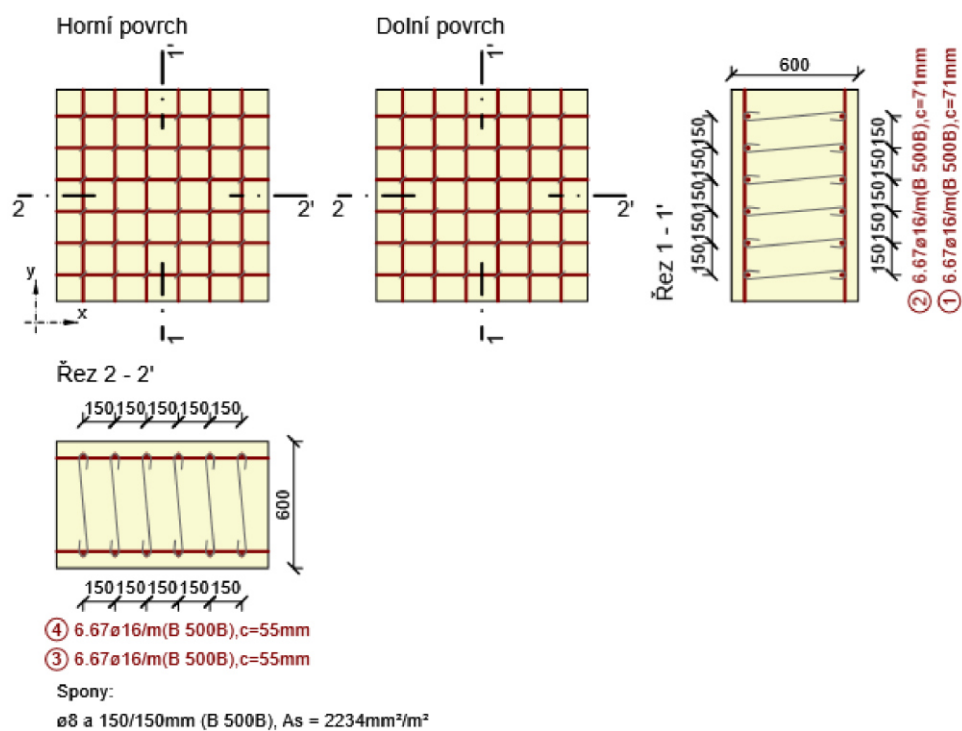 Horní povrch
Dolní povrch
1'
1'
600
2
2'
2
2'
1
1
y
x
150 150 150 150 150
150 150 150 150 150
Řez 1 - 1'
② 6.67ø16/m(B 500B),c=71mm
① 6.67ø16/m(B 500B),c=71mm
Řez 2 - 2'
150 150 150 150 150
600
150 150 150 150 150
④ 6.67ø16/m(B 500B),c=55mm
③ 6.67ø16/m(B 500B),c=55mm
Spony:
ø8 a 150/150mm (B 500B), As = 2234mm²/m²